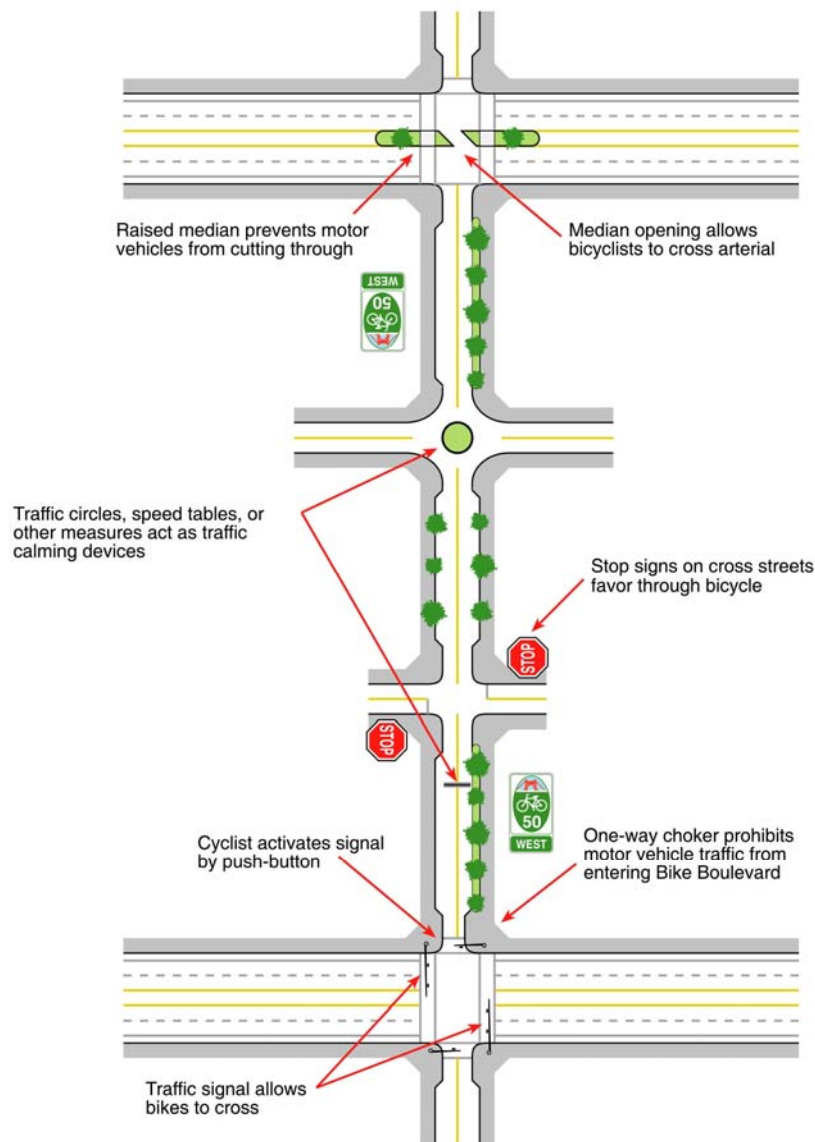 Raised median prevents motor
vehicles from cutting through
Median opening allows
bicyclists to cross arterial
WEST
50
Traffic circles, speed tables, or
other measures act as traffic
calming devices
Stop signs on cross streets
favor through bicycle
STOP
STOP
50
WEST
Cyclist activates signal
by push-button
One-way choker prohibits
motor vehicle traffic from
entering Bike Boulevard
Traffic signal allows
bikes to cross